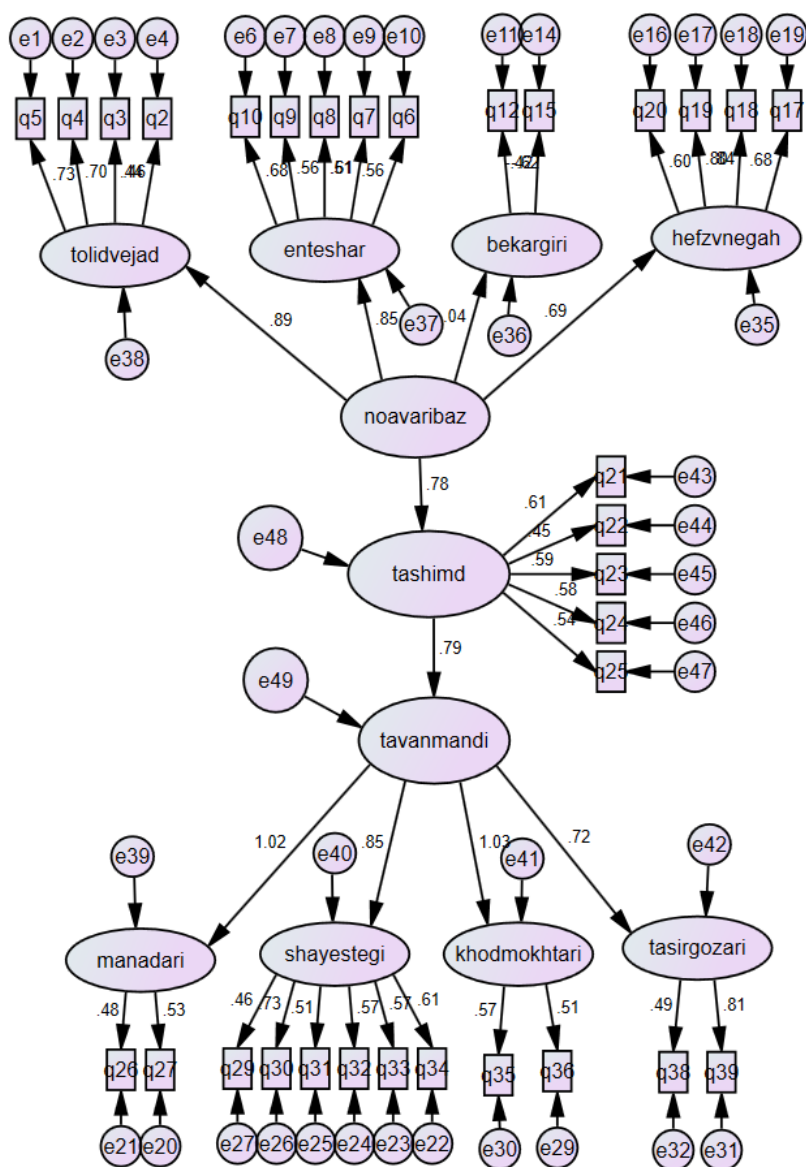 e1 e2 e3 e4 e6 e7 e8 e9 e10 e11 e14 e16 e17 e18 e19
q5 q4 q3 q2 q10 q9 q8 q7 q6 q12 q15 q20 q19 q18 q17
.73 .70 .44 .68 .56 .56 .60 .68
tolidvejad enteshar bekargiri hefzvnegah
e38 .89 .85 e37 .04 e36 .69 e35
noavaribaz
.78
q21 e43
.61
e48 .45 q22 e44
tashimd .59 q23 e45
.58 q24 e46
.54 q25 e47
.79
e49
tavanmandi
e39 1.02 e40 .85 1.03 e41 .72 e42
manadari shayestegi khodmokhtari tasirgozari
.48 .53 .46 .73 .51 .57 .57 .61 .57 .51 .49 .81
q26 q27 q29 q30 q31 q32 q33 q34 q35 q36 q38 q39
e21 e20 e27 e26 e25 e24 e23 e22 e30 e29 e32 e31